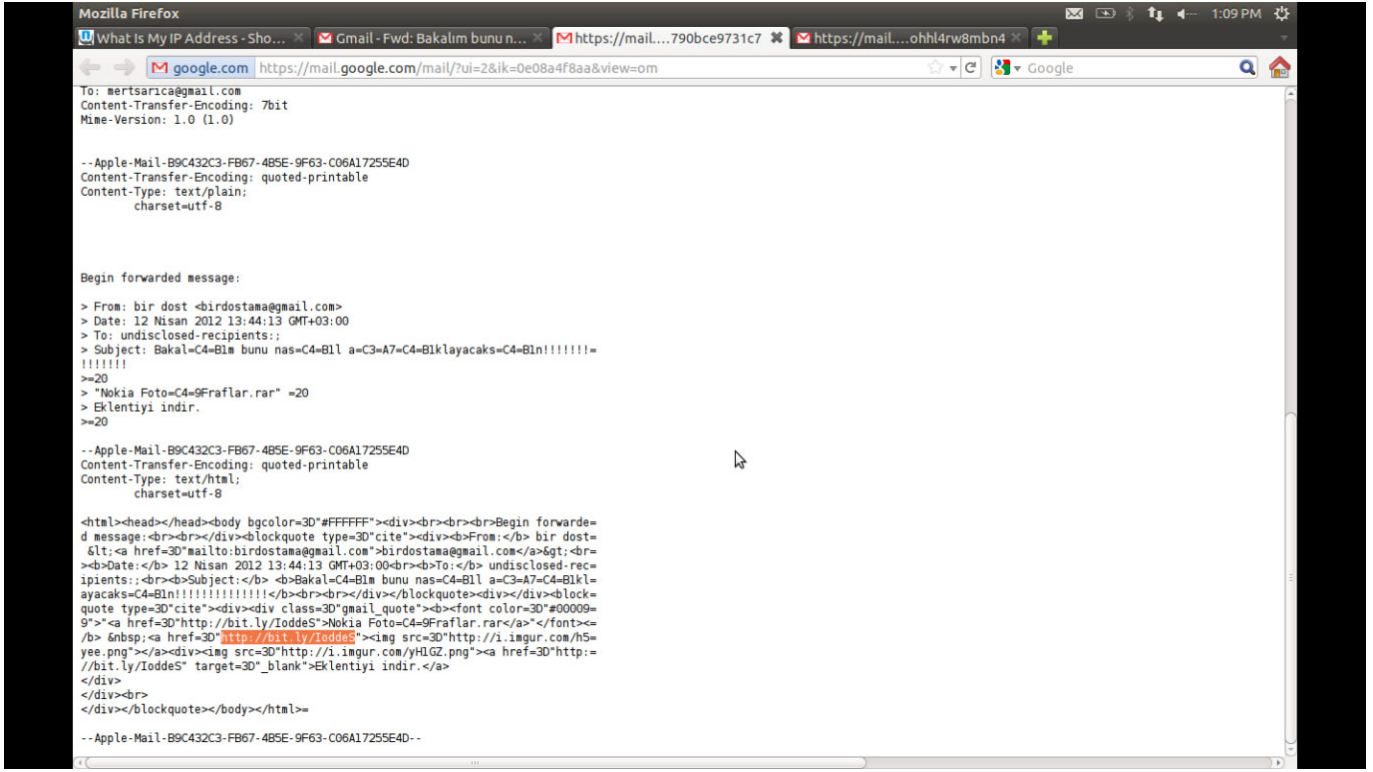 Mozilla Firefox
1:09 PM
What Is My IP Address - Sho...
Gmail - Fwd: Bakalım bunu n...
https://mail....790bce9731c7
https://mail....ohhl4rw8mbn4
google.com https://mail.google.com/mail/?ui=2&ik=0e08a4f8aa&view=om
Google
To: mertsarica@gmail.com
Content-Transfer-Encoding: 7bit
Mime-Version: 1.0 (1.0)
--Apple-Mail-B9C432C3-FB67-4B5E-9F63-C06A17255E4D
Content-Transfer-Encoding: quoted-printable
Content-Type: text/plain;
charset=utf-8
Begin forwarded message:
> From: bir dost <birdostama@gmail.com>
> Date: 12 Nisan 2012 13:44:13 GMT+03:00
> To: undisclosed-recipients:;
> Subject: Bakal=C4=B1m bunu nas=C4=B1l a=C3=A7=C4=B1klayacaks=C4=B1n!!!!!!!=
!!!!!!!
>=20
> "Nokia Foto=C4=9Fraflar.rar" =20
> Eklentiyi indir.
>=20
--Apple-Mail-B9C432C3-FB67-4B5E-9F63-C06A17255E4D
Content-Transfer-Encoding: quoted-printable
Content-Type: text/html;
charset=utf-8
<html><head></head><body bgcolor=3D"#FFFFFF"><div><br><br><br>Begin forwarde=
d message:<br><br></div><blockquote type=3D"cite"><div><b>From:</b> bir dost=
&lt;<a href=3D"mailto:birdostama@gmail.com">birdostama@gmail.com</a>&gt;<br=
><b>Date:</b> 12 Nisan 2012 13:44:13 GMT+03:00<br><b>To:</b> undisclosed-rec=
ipients:;<br><b>Subject:</b> <b>Bakal=C4=B1m bunu nas=C4=B1l a=C3=A7=C4=B1kl=
ayacaks=C4=B1n!!!!!!!!!!!!!!</b><br><br></div></blockquote><div></div><block=
quote type=3D"cite"><div><div class=3D"gmail_quote"><b><font color=3D"#00009=
9">"<a href=3D"http://bit.ly/IoddeS">Nokia Foto=C4=9Fraflar.rar</a>"</font><=
/b> &nbsp;<a href=3D"http://bit.ly/IoddeS"><img src=3D"http://i.imgur.com/h5=
yee.png"></a><div><img src=3D"http://i.imgur.com/yHlGZ.png"><a href=3D"http:=
//bit.ly/IoddeS" target=3D"_blank">Eklentiyi indir.</a>
</div>
</div><br>
</div></blockquote></body></html>=
--Apple-Mail-B9C432C3-FB67-4B5E-9F63-C06A17255E4D--